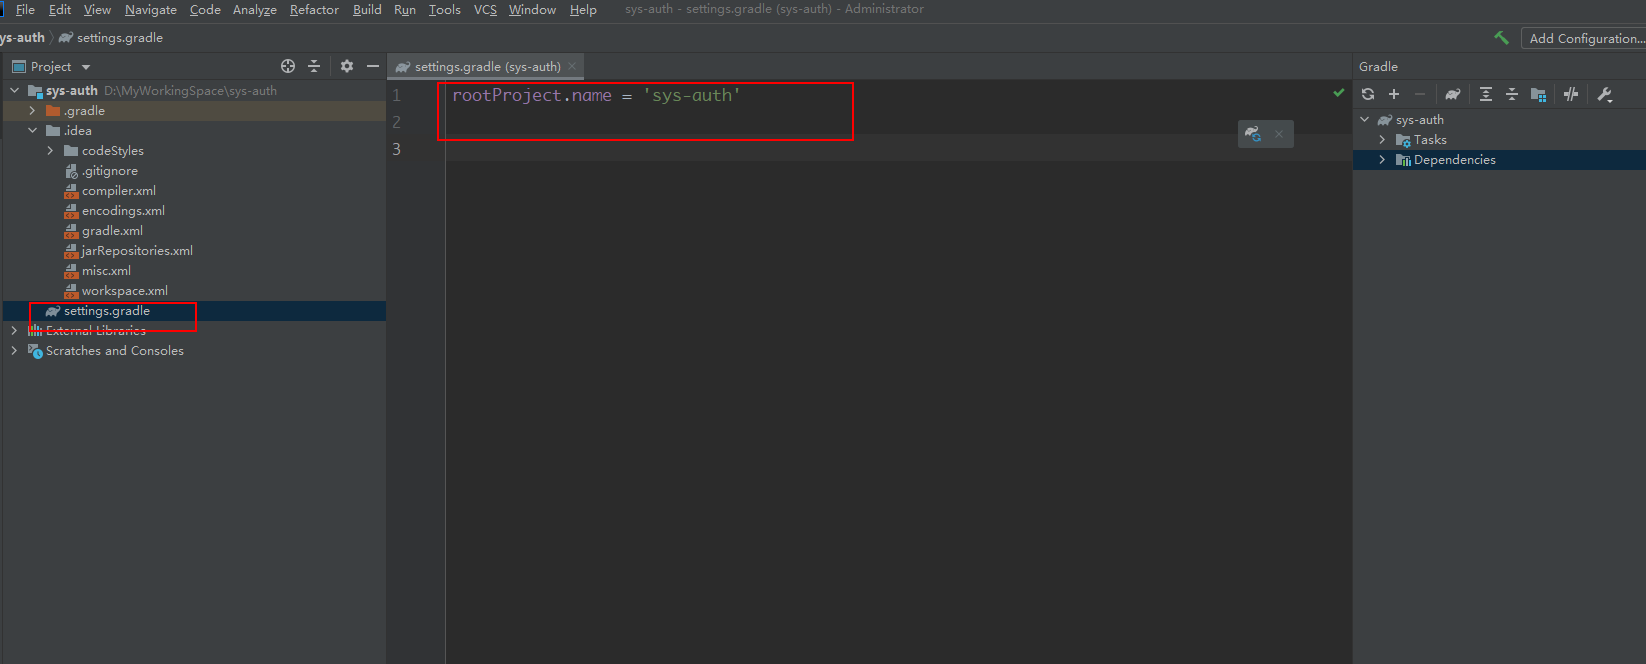 File Edit View Navigate Code Analyze Refactor Build Run Tools VCS Window Help sys-auth - settings.gradle (sys-auth) - Administrator
ys-auth settings.gradle Add Configuration...
Project
settings.gradle (sys-auth)
Gradle
sys-auth D:\MyWorkingSpace\sys-auth
.gradle
.idea
codeStyles
.gitignore
compiler.xml
encodings.xml
gradle.xml
jarRepositories.xml
misc.xml
workspace.xml
settings.gradle
External Libraries
Scratches and Consoles
1 rootProject.name = 'sys-auth'
2
3
sys-auth
Tasks
Dependencies